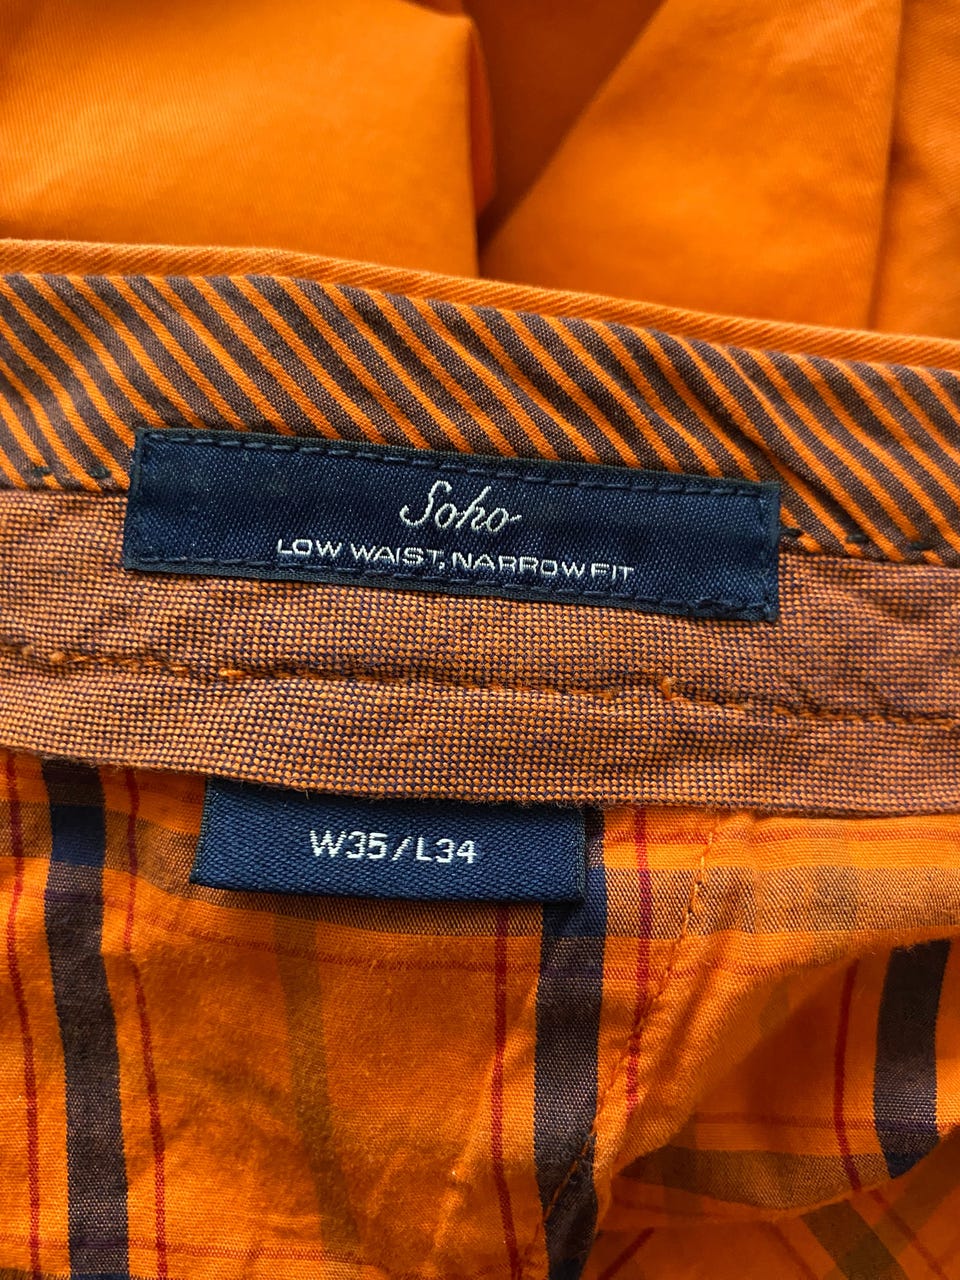 Soho
LOW WAIST, NARROW FIT
W35/L34